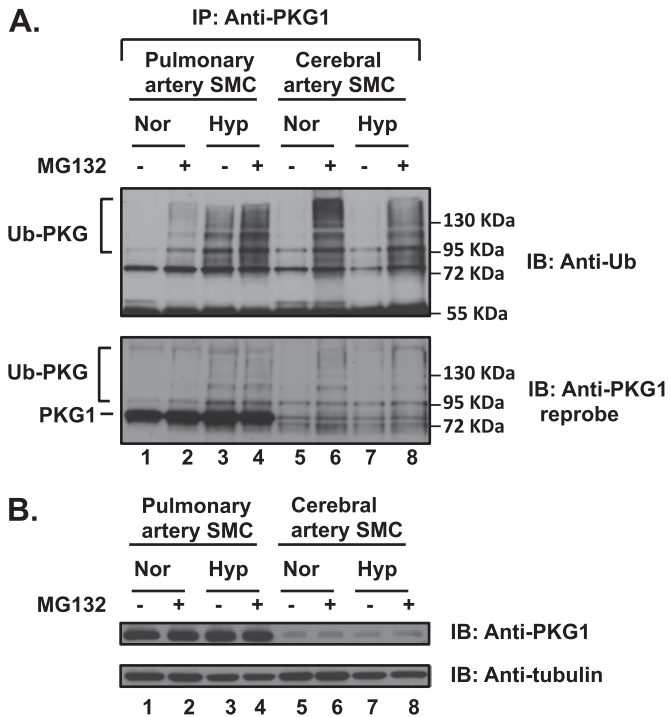 A.
IP: Anti-PKG1
Pulmonary artery SMC
Cerebral artery SMC
Nor Hyp Nor Hyp
MG132 - + - + - + - +
Ub-PKG
130 KDa
95 KDa
72 KDa
55 KDa
IB: Anti-Ub
Ub-PKG
PKG1
130 KDa
95 KDa
72 KDa
IB: Anti-PKG1
reprobe
1 2 3 4 5 6 7 8
B.
Pulmonary artery SMC
Cerebral artery SMC
Nor Hyp Nor Hyp
MG132 - + - + - + - +
IB: Anti-PKG1
IB: Anti-tubulin
1 2 3 4 5 6 7 8